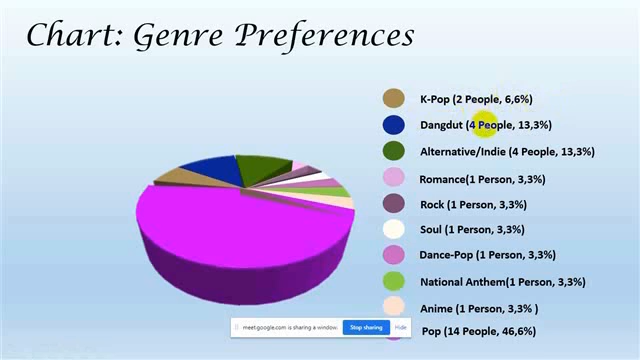 Chart: Genre Preferences
K-Pop (2 People, 6,6%)
Dangdut (4 People, 13,3%)
Alternative/Indie (4 People, 13,3%)
Romance(1 Person, 3,3%)
Rock (1 Person, 3,3%)
Soul (1 Person, 3,3%)
Dance-Pop (1 Person, 3,3%)
National Anthem(1 Person, 3,3%)
Anime (1 Person, 3,3% )
meet.google.com is sharing a window. Stop sharing Hide
Pop (14 People, 46,6%)